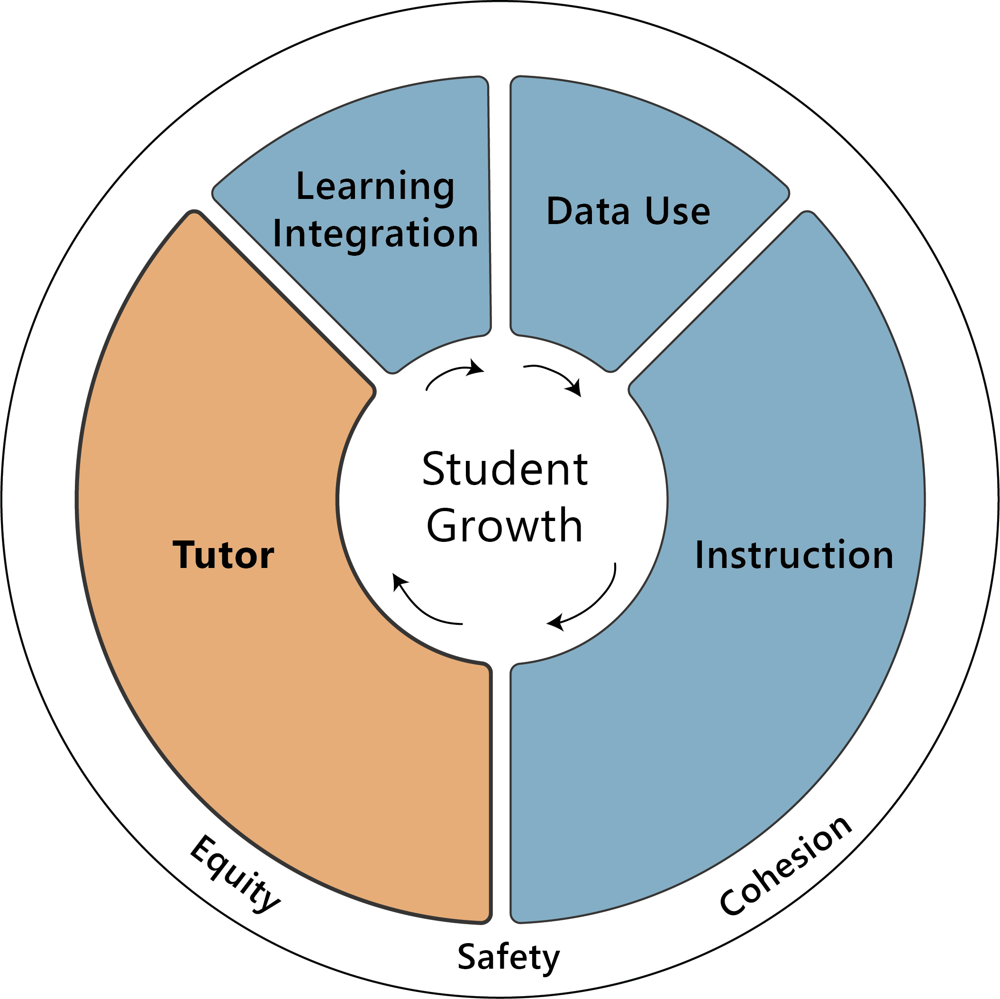 Learning
Integration
Data Use
Student
Growth
Tutor
Instruction
Equity
Safety
Cohesion